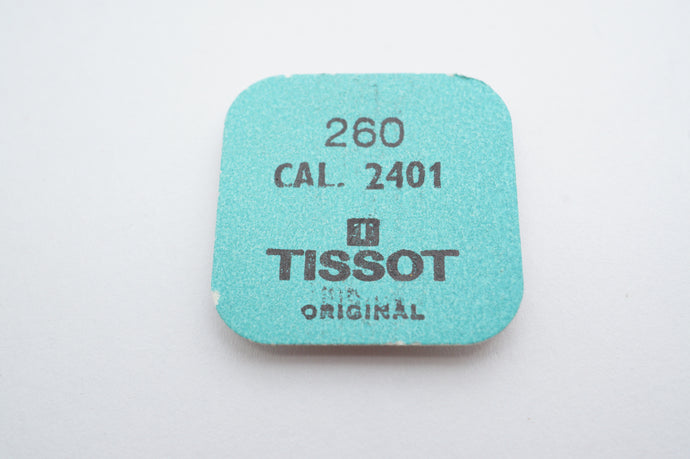 260
CAL. 2401
T
TISSOT
ORIGINAL